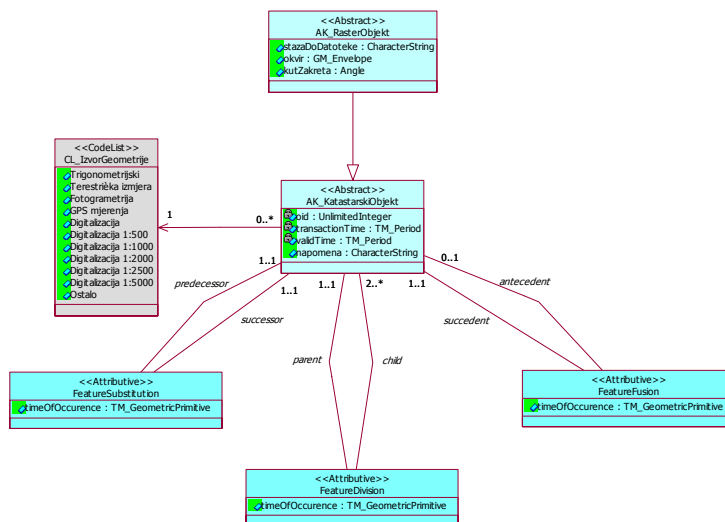 <<Abstract>>
AK_RasterObjekt
stazaDoDatoteke : CharacterString
okvir : GM_Envelope
kutZakreta : Angle
<<CodeList>>
CL_IzvorGeometrije
Trigonometrijski
Terestrièka izmjera
Fotogrametrija
GPS mjerenja
Digitalizacija
Digitalizacija 1:500
Digitalizacija 1:1000
Digitalizacija 1:2000
Digitalizacija 1:2500
Digitalizacija 1:5000
Ostalo
1
0..*
<<Abstract>>
AK_KatastarskiObjekt
oid : UnlimitedInteger
transactionTime : TM_Period
validTime : TM_Period
napomena : CharacterString
1..1
predecessor
1..1
successor
1..1
parent
2..*
child
1..1
succedent
0..1
antecedent
<<Attributive>>
FeatureSubstitution
timeOfOccurence : TM_GeometricPrimitive
<<Attributive>>
FeatureFusion
timeOfOccurence : TM_GeometricPrimitive
<<Attributive>>
FeatureDivision
timeOfOccurence : TM_GeometricPrimitive